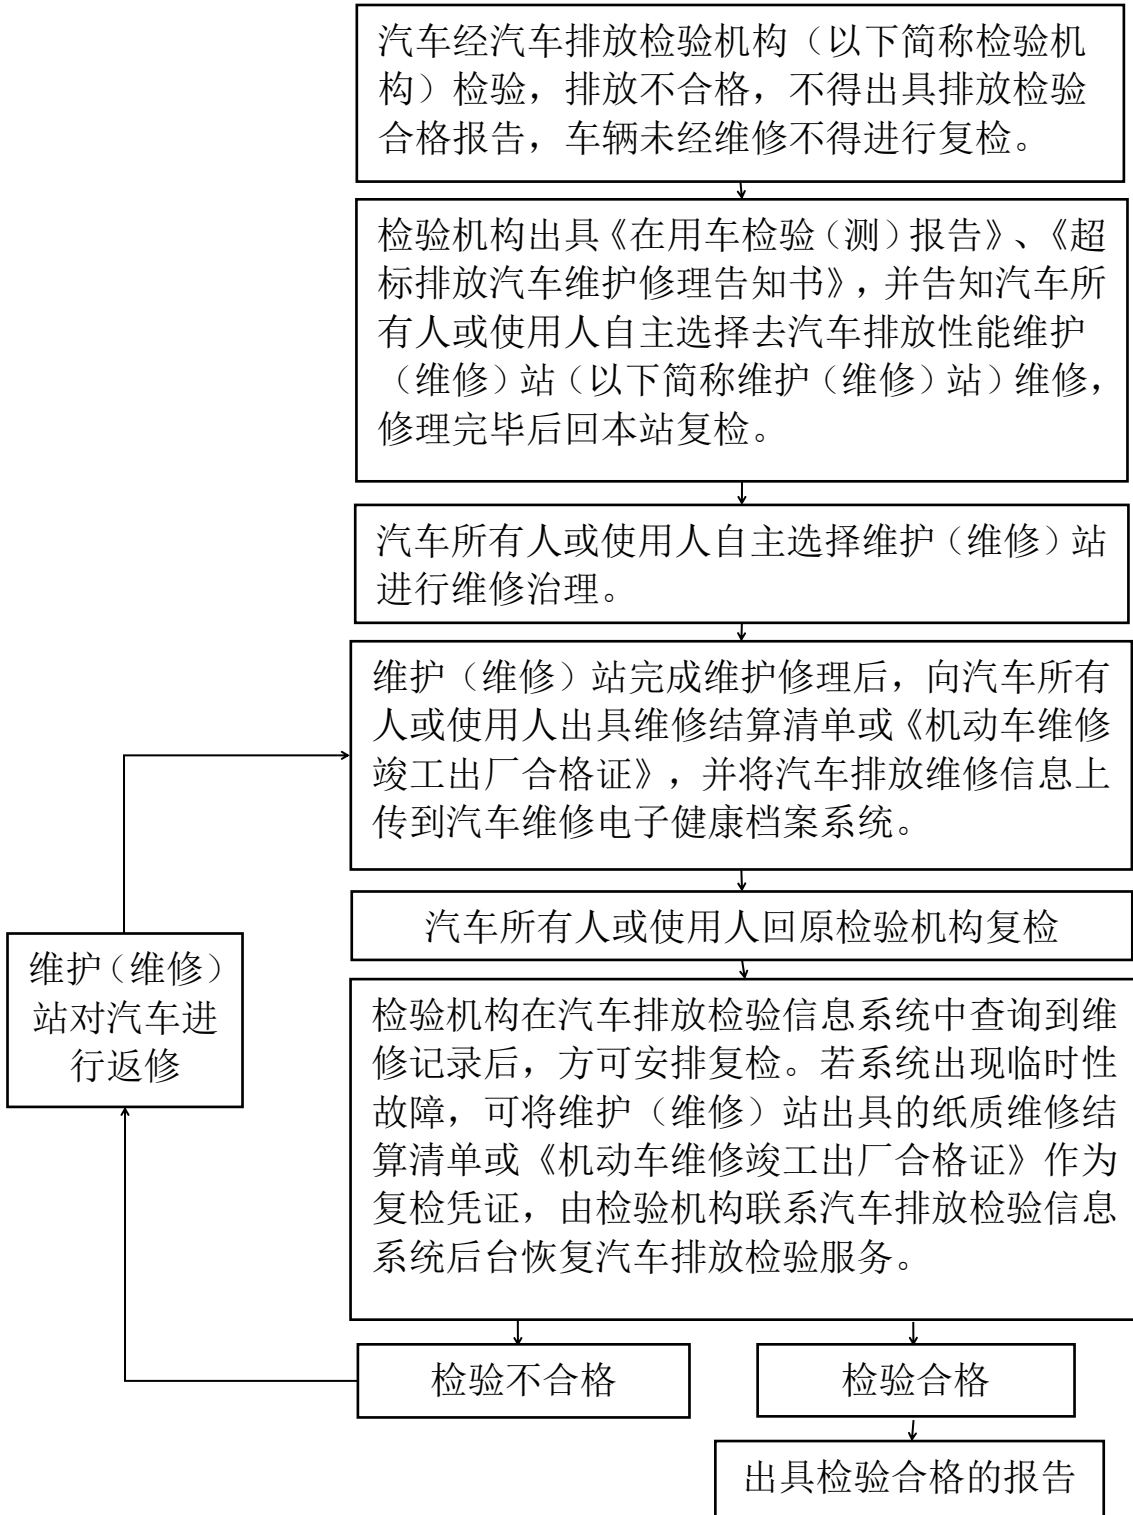 汽车经汽车排放检验机构（以下简称检验机
构）检验，排放不合格，不得出具排放检验
合格报告，车辆未经维修不得进行复检。
检验机构出具《在用车检验（测）报告》、《超
标排放汽车维护修理告知书》，并告知汽车所
有人或使用人自主选择去汽车排放性能维护
（维修）站（以下简称维护（维修）站）维修，
修理完毕后回本站复检。
汽车所有人或使用人自主选择维护（维修）站
进行维修治理。
维护（维修）站完成维护修理后，向汽车所有
人或使用人出具维修结算清单或《机动车维修
竣工出厂合格证》，并将汽车排放维修信息上
传到汽车维修电子健康档案系统。
汽车所有人或使用人回原检验机构复检
维护（维修）
站对汽车进
行返修
检验机构在汽车排放检验信息系统中查询到维
修记录后，方可安排复检。若系统出现临时性
故障，可将维护（维修）站出具的纸质维修结
算清单或《机动车维修竣工出厂合格证》作为
复检凭证，由检验机构联系汽车排放检验信息
系统后台恢复汽车排放检验服务。
检验不合格
检验合格
出具检验合格的报告